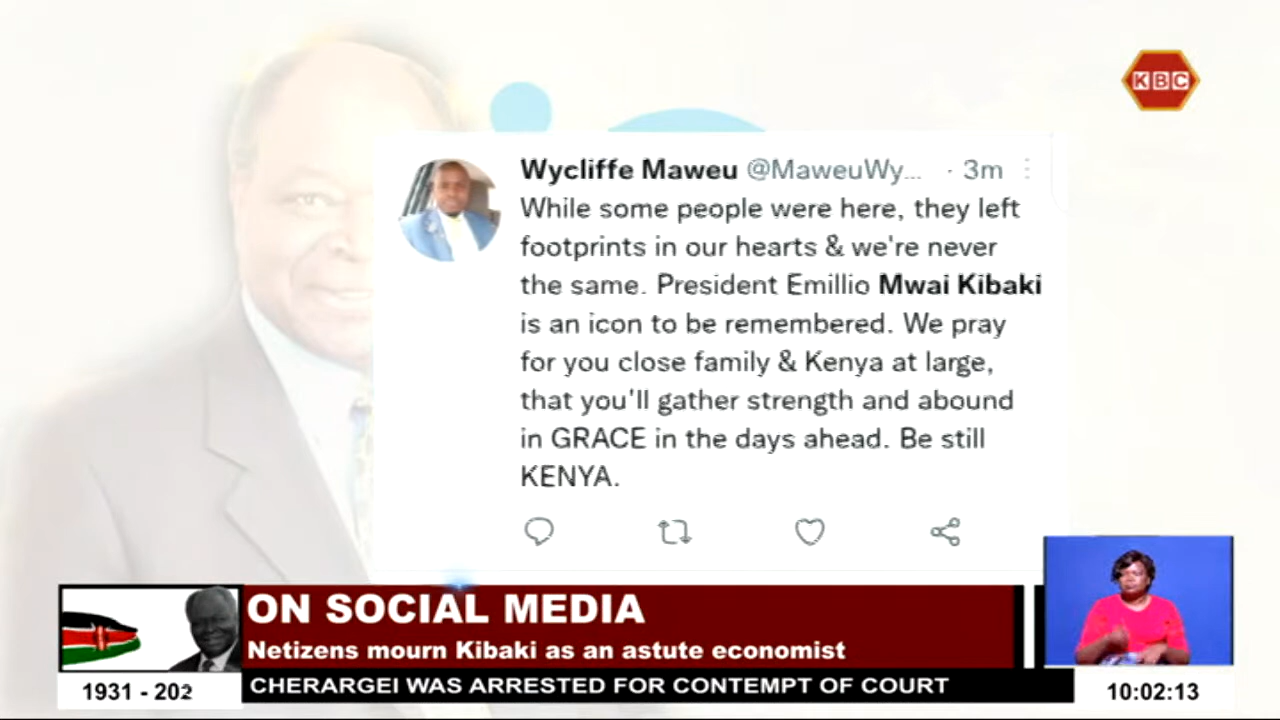 KBC
Wycliffe Maweu @MaweuWy... · 3m
While some people were here, they left
footprints in our hearts & we're never
the same. President Emillio Mwai Kibaki
is an icon to be remembered. We pray
for you close family & Kenya at large,
that you'll gather strength and abound
in GRACE in the days ahead. Be still
KENYA.
ON SOCIAL MEDIA
Netizens mourn Kibaki as an astute economist
1931 - 202
CHERARGEI WAS ARRESTED FOR CONTEMPT OF COURT
10:02:13